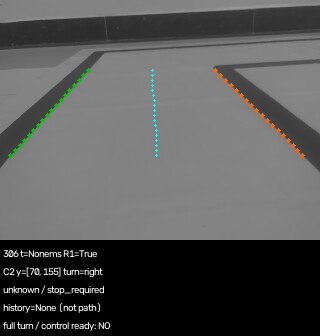 306 t=Nonems R1=True
C2 y=[70, 155] turn=right
unknown / stop_required
history=None (not path)
full turn / control ready: NO